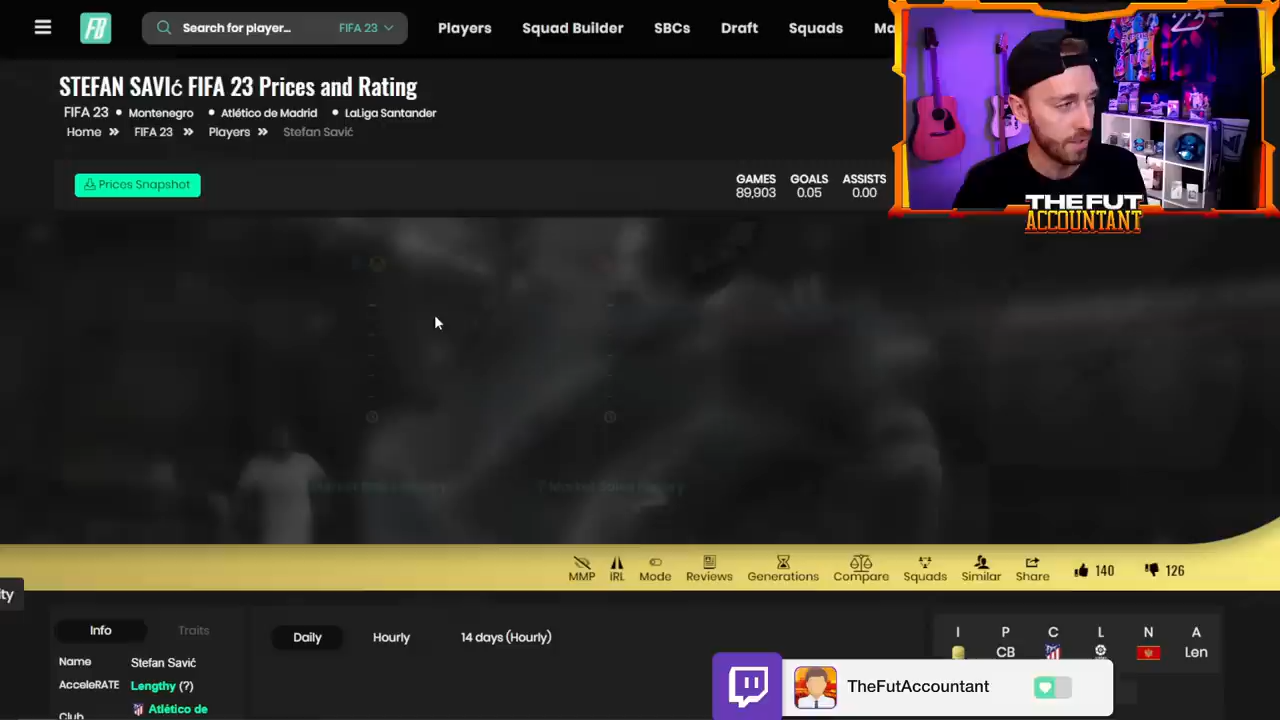 FB Search for player... FIFA 23 Players Squad Builder SBCs Draft Squads Ma
STEFAN SAVIć FIFA 23 Prices and Rating
FIFA 23 • Montenegro • Atlético de Madrid • LaLiga Santander
Home » FIFA 23 » Players » Stefan Savić
Prices Snapshot
GAMES GOALS ASSISTS
89,903 0.05 0.00
THE FUT
ACCOUNTANT
MMP IRL Mode Reviews Generations Compare Squads Similar Share 140 126
ty
Info Traits
Daily Hourly 14 days (Hourly)
I P C L N A
CB Len
Name Stefan Savić
AcceleRATE Lengthy (?)
Club Atlético de
TheFutAccountant